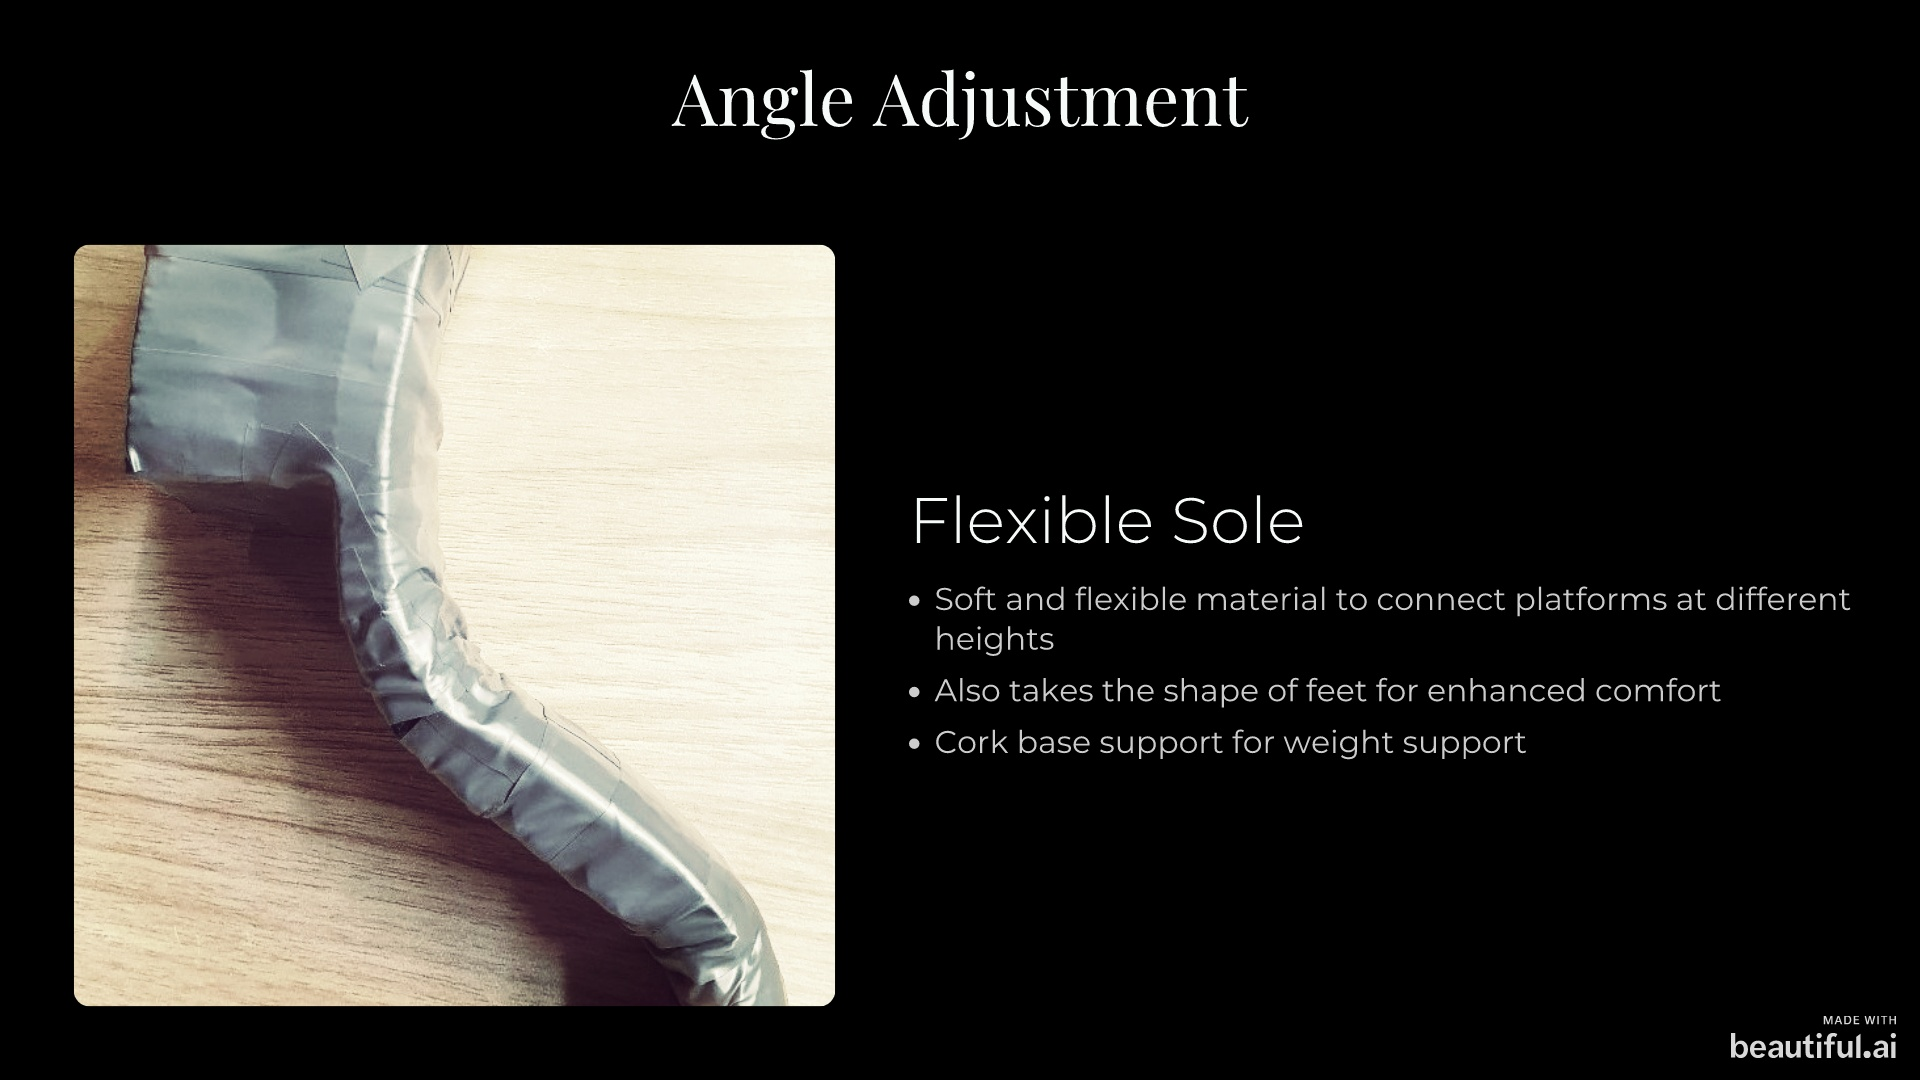 Angle Adjustment
Flexible Sole
• Soft and flexible material to connect platforms at different
heights
• Also takes the shape of feet for enhanced comfort
• Cork base support for weight support
MADE WITH
beautiful.ai